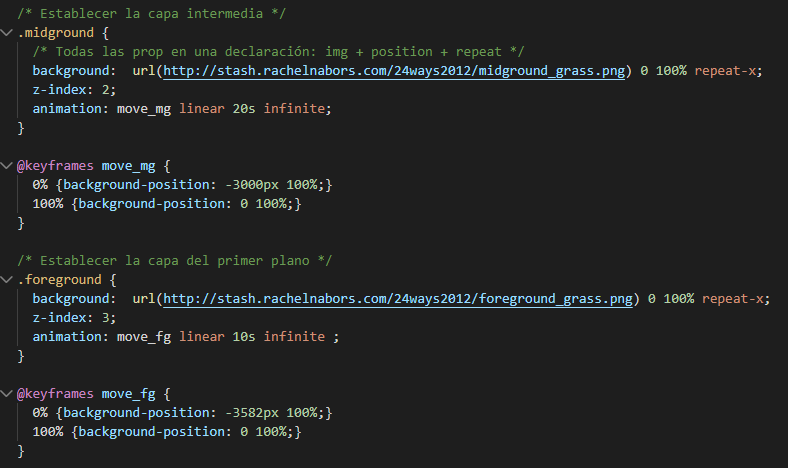 /* Establecer la capa intermedia */
.midground {
/* Todas las prop en una declaración: img + position + repeat */
background:  url(http://stash.rachelnabors.com/24ways2012/midground_grass.png) 0 100% repeat-x;
z-index: 2;
animation: move_mg linear 20s infinite;
}
@keyframes move_mg {
0% {background-position: -3000px 100%;}
100% {background-position: 0 100%;}
}
/* Establecer la capa del primer plano */
.foreground {
background:  url(http://stash.rachelnabors.com/24ways2012/foreground_grass.png) 0 100% repeat-x;
z-index: 3;
animation: move_fg linear 10s infinite ;
}
@keyframes move_fg {
0% {background-position: -3582px 100%;}
100% {background-position: 0 100%;}
}